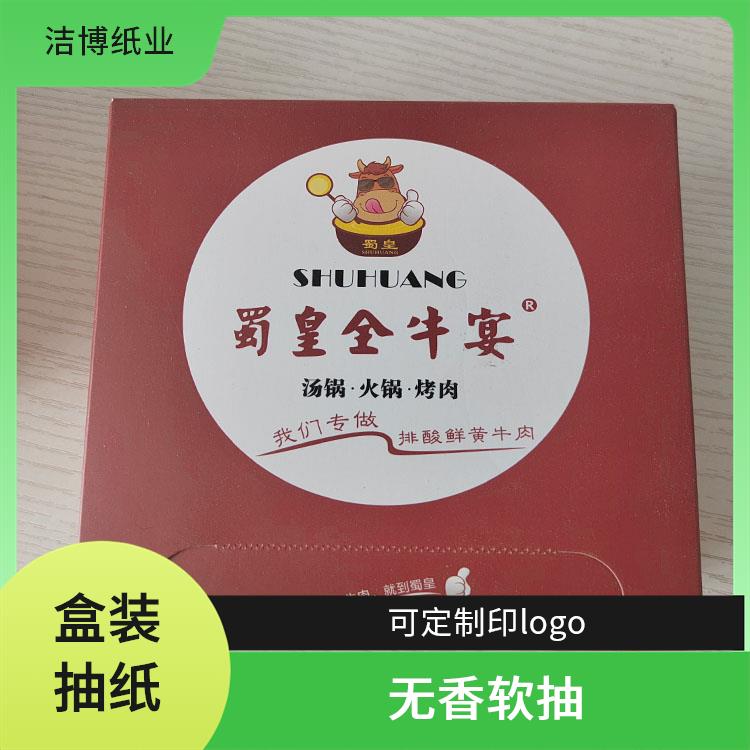 洁博纸业
蜀皇
SHUHUANG
SHUHUANG
蜀皇全牛宴®
汤锅·火锅·烤肉
我们专做 排酸鲜黄牛肉
就到蜀皇
盒装
抽纸
可定制印logo
无香软抽